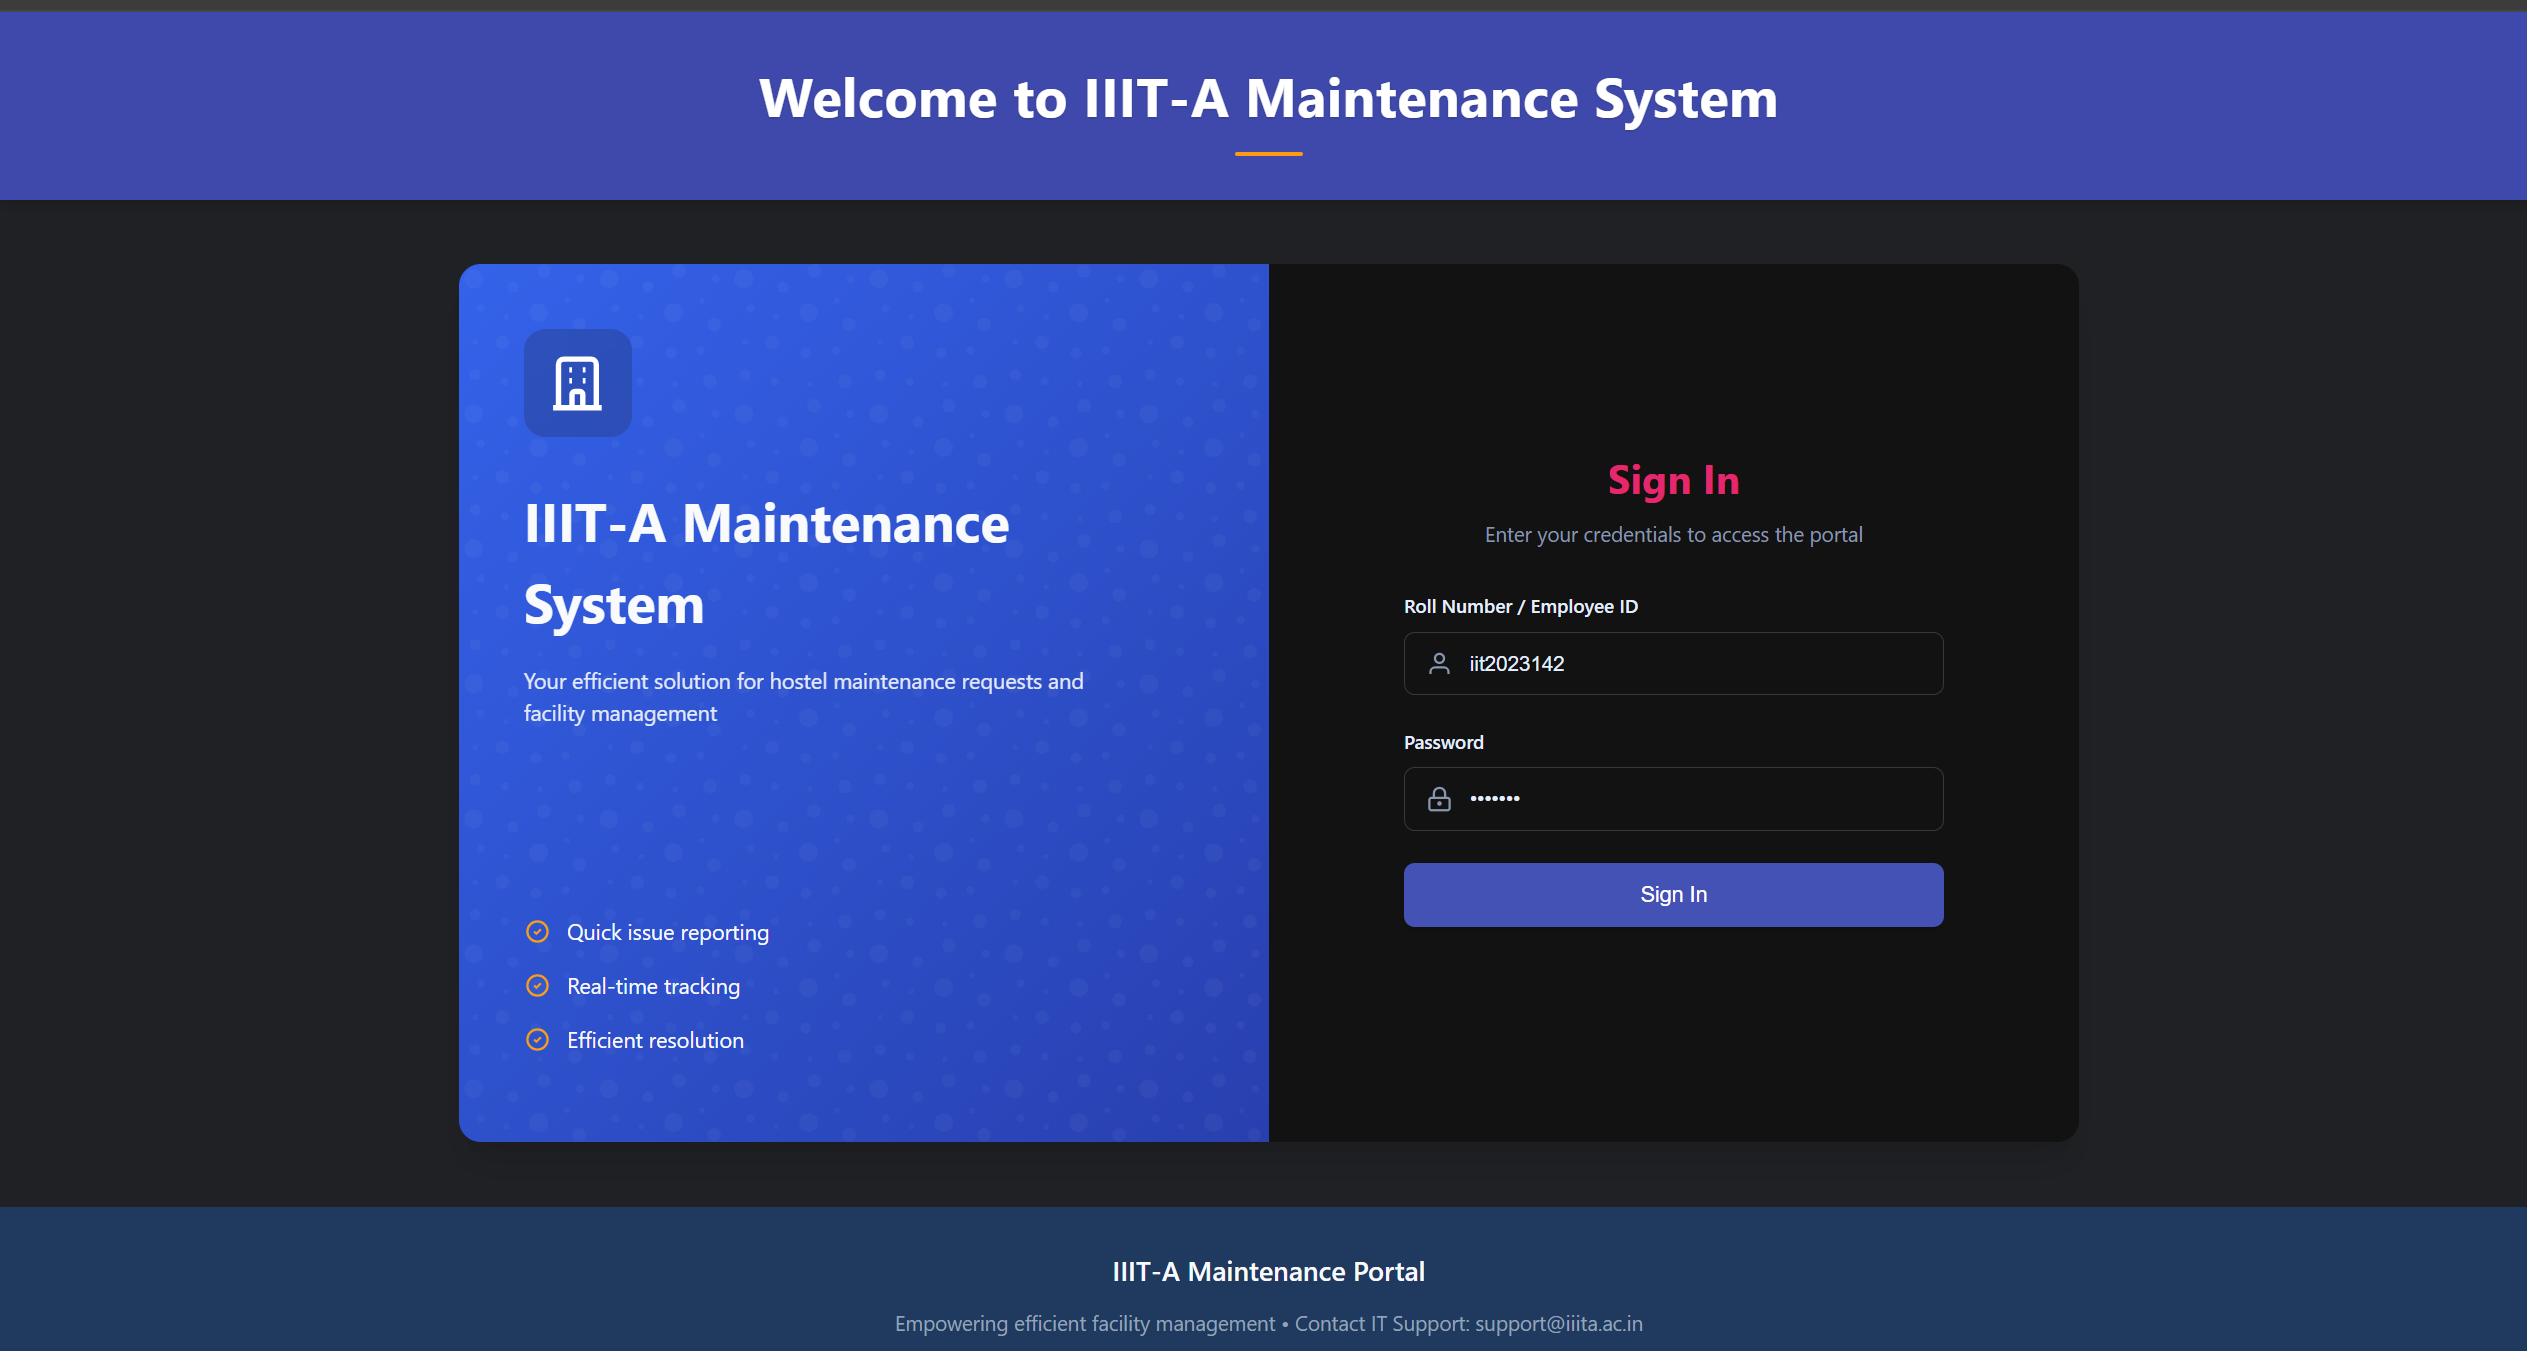 Welcome to IIIT-A Maintenance System
IIIT-A Maintenance
System
Your efficient solution for hostel maintenance requests and
facility management
Quick issue reporting
Real-time tracking
Efficient resolution
Sign In
Enter your credentials to access the portal
Roll Number / Employee ID
iit2023142
Password
•••••••
Sign In
IIIT-A Maintenance Portal
Empowering efficient facility management • Contact IT Support: support@iiita.ac.in